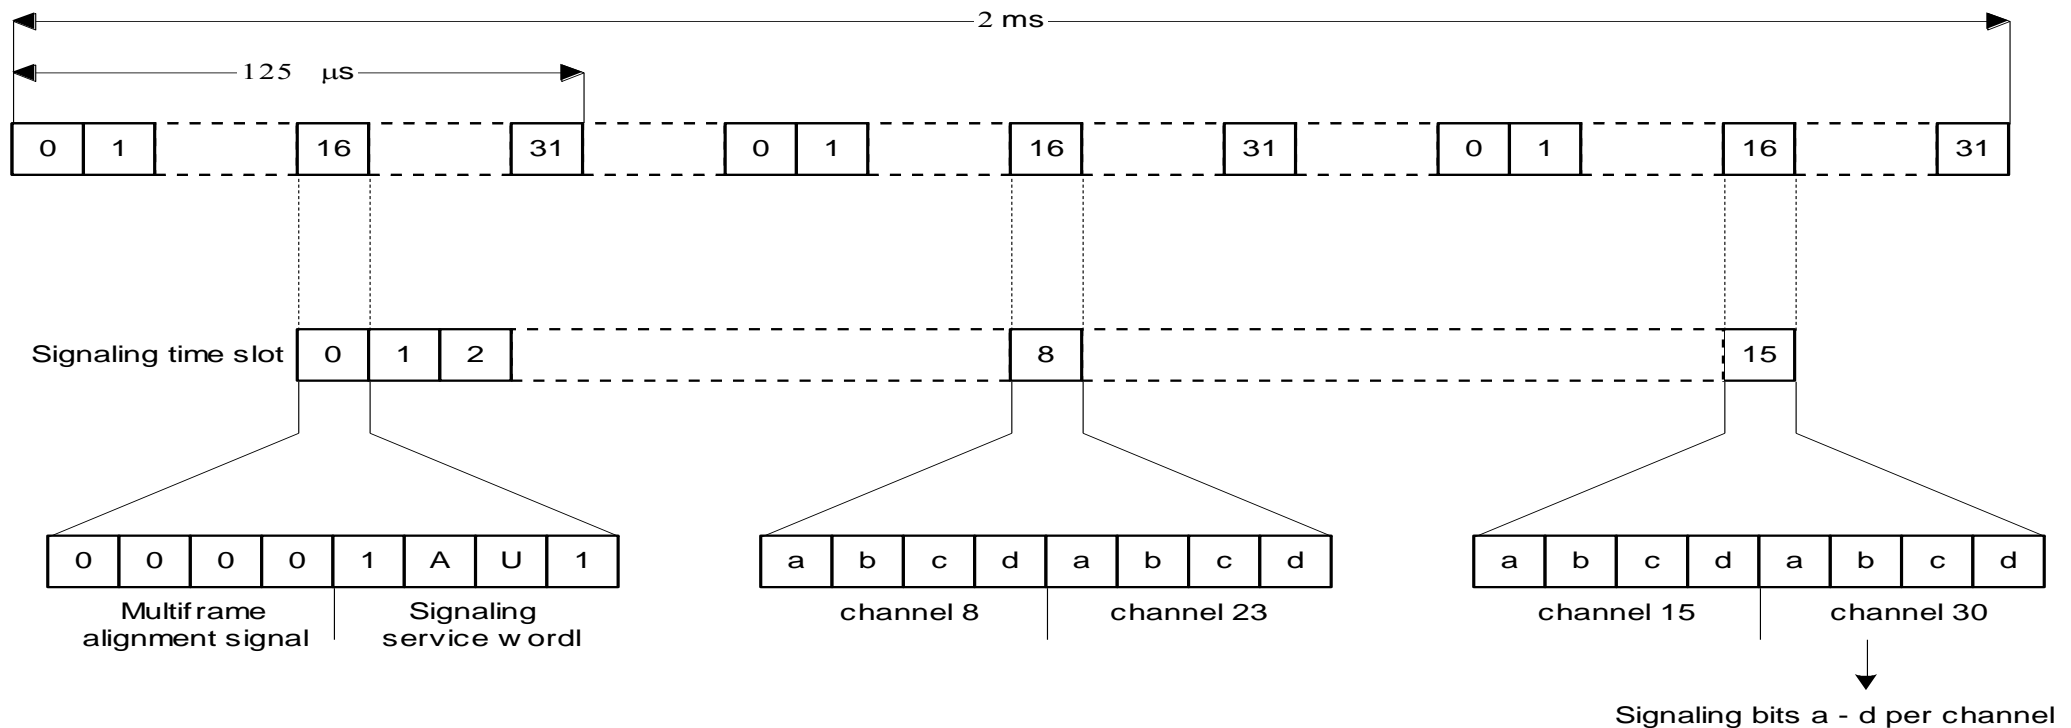 2 ms
125 µs
0 1 16 31 0 1 16 31 0 1 16 31
Signaling time slot 0 1 2 8 15
0 0 0 0 1 A U 1 a b c d a b c d a b c d a b c d
Multiframe Signaling channel 8 channel 23 channel 15 channel 30
alignment signal service wordl
Signaling bits a - d per channel